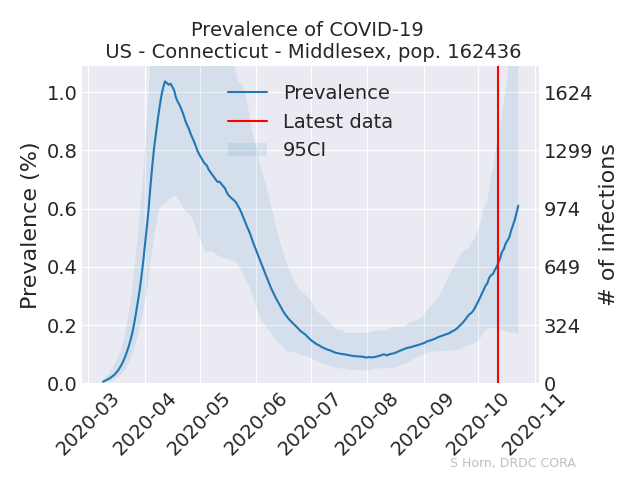 Prevalence of COVID-19
US - Connecticut - Middlesex, pop. 162436
Prevalence
Latest data
95CI
Prevalence (%)
1.0
0.8
0.6
0.4
0.2
0.0
1624
1299
974
649
324
0
# of infections
2020-03
2020-04
2020-05
2020-06
2020-07
2020-08
2020-09
2020-10
2020-11
S Horn, DRDC CORA